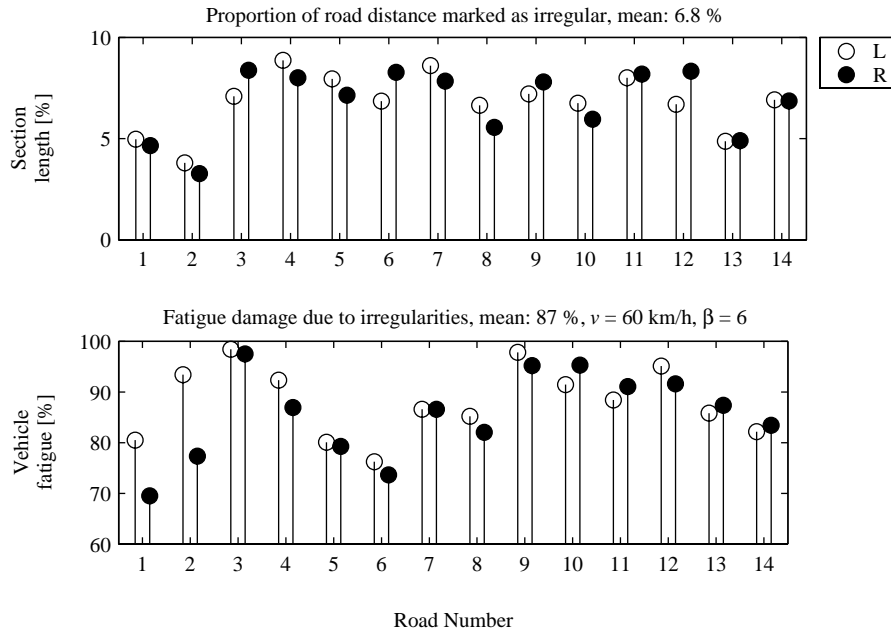 Proportion of road distance marked as irregular, mean: 6.8 %
10
5
0
Section
length [%]
L
R
1 2 3 4 5 6 7 8 9 10 11 12 13 14
Fatigue damage due to irregularities, mean: 87 %, v = 60 km/h, β = 6
100
90
80
70
60
Vehicle
fatigue [%]
1 2 3 4 5 6 7 8 9 10 11 12 13 14
Road Number